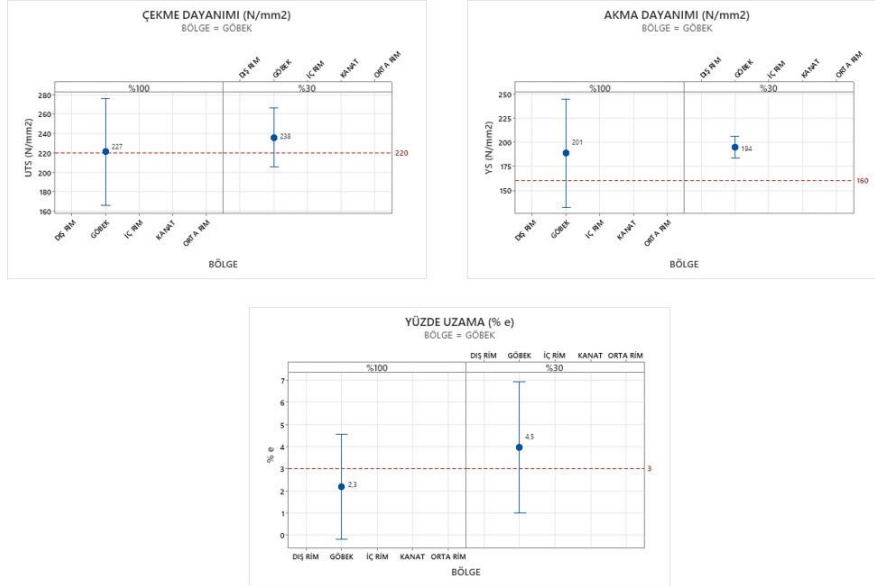 ÇEKME DAYANIMI (N/mm2)
BÖLGE = GÖBEK
DIŞ RİM GÖBEK İÇ RİM KANAT ORTA RİM
%100 %30
UTS (N/mm2)
280
260
240
220
200
180
160
227
238
220
DIŞ RİM GÖBEK İÇ RİM KANAT ORTA RİM
BÖLGE
AKMA DAYANIMI (N/mm2)
BÖLGE = GÖBEK
DIŞ RİM GÖBEK İÇ RİM KANAT ORTA RİM
%100 %30
YS (N/mm2)
250
225
200
175
150
201
194
160
DIŞ RİM GÖBEK İÇ RİM KANAT ORTA RİM
BÖLGE
YÜZDE UZAMA (% e)
BÖLGE = GÖBEK
DIŞ RİM GÖBEK İÇ RİM KANAT ORTA RİM
%100 %30
% e
7
6
5
4
3
2
1
0
2,3
4.5
3
DIŞ RİM GÖBEK İÇ RİM KANAT ORTA RİM
BÖLGE